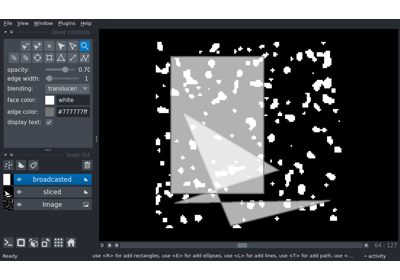 File View Window Plugins Help
layer controls
opacity: 0.70
edge width: 1
blending: translucen
face color: white
edge color: #777777ff
display text:
layer list
broadcasted
sliced
Image
64 : 127
Ready use <R> for add rectangles, use <E> for add ellipses, use <L> for add lines, use <T> for add path, use <... activity